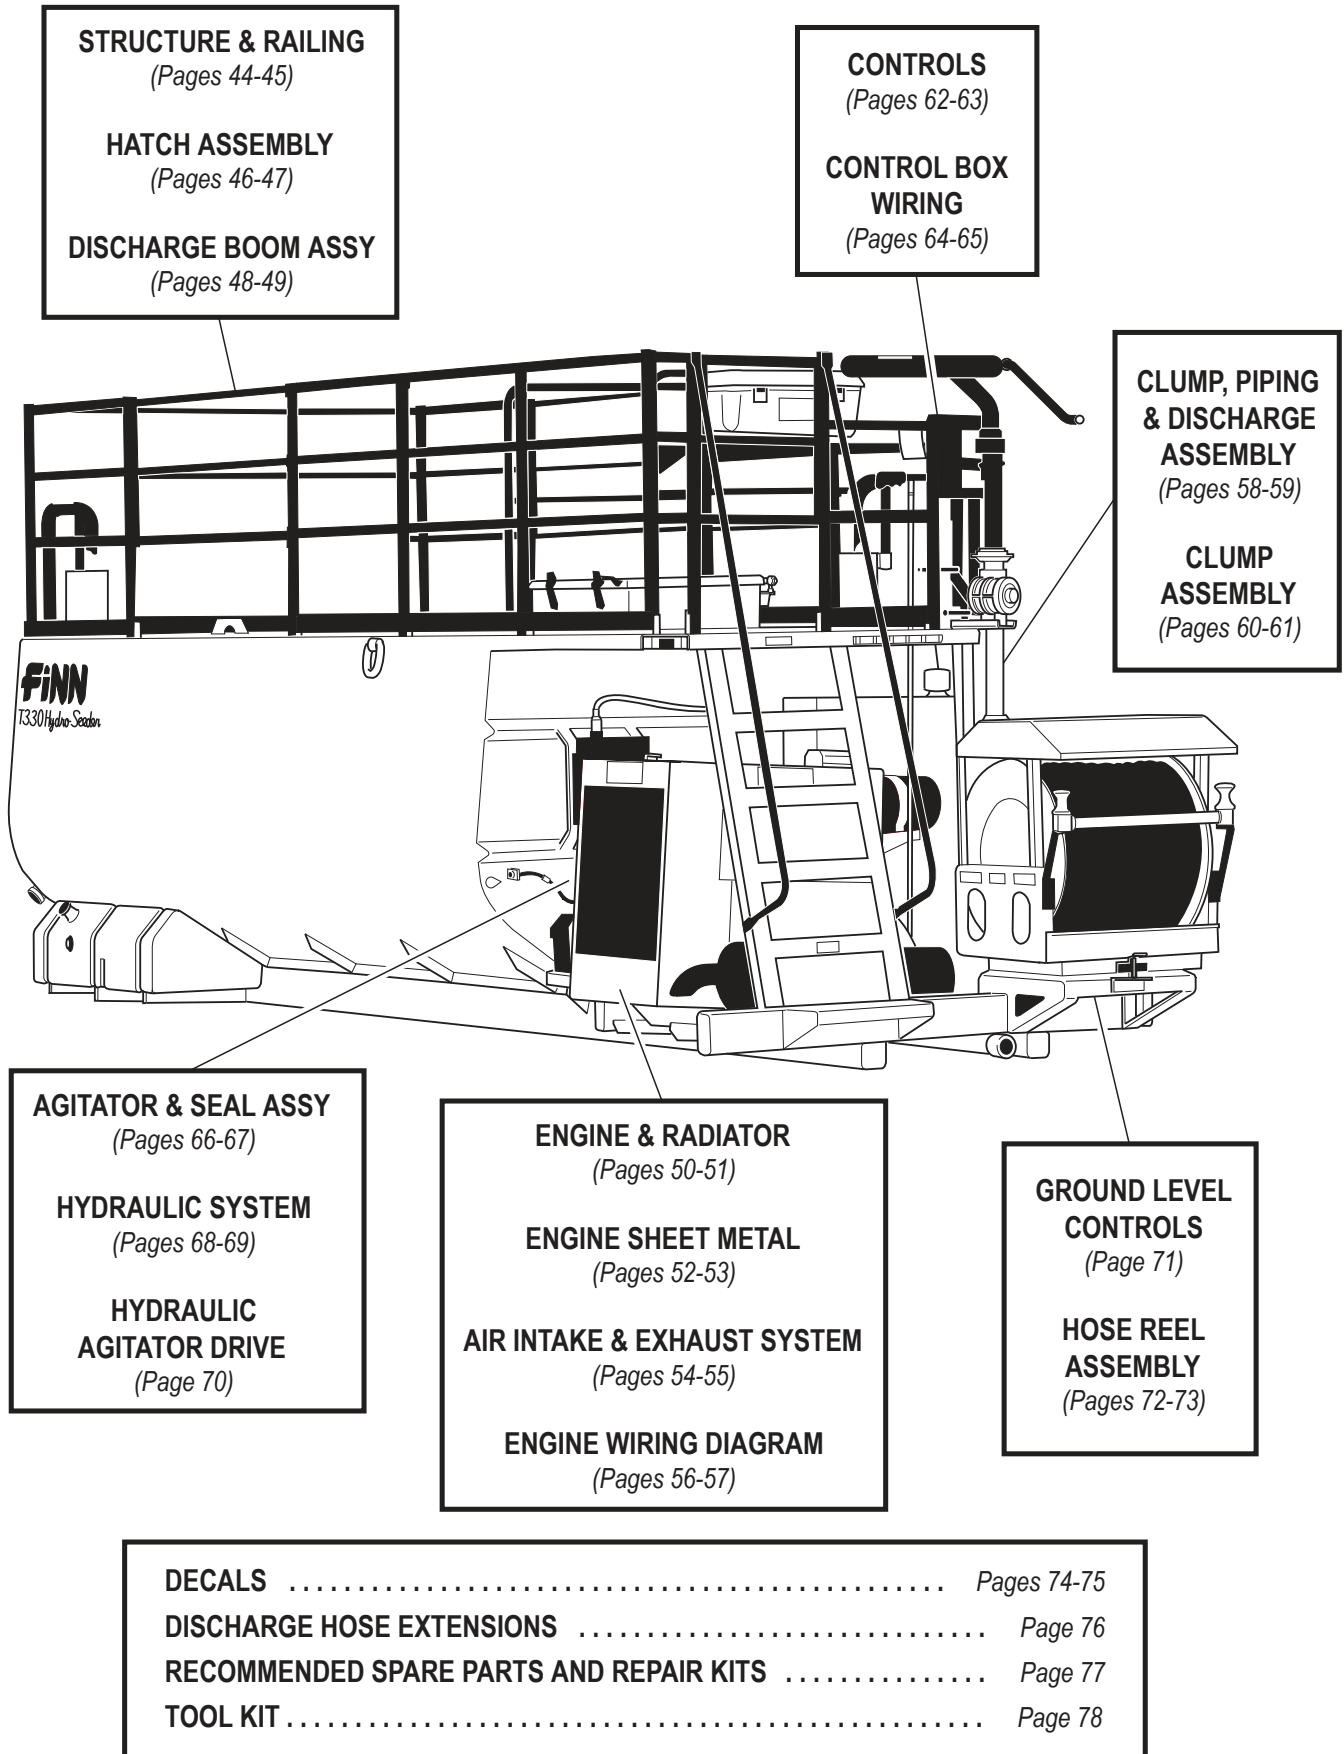 STRUCTURE & RAILING
(Pages 44-45)
HATCH ASSEMBLY
(Pages 46-47)
DISCHARGE BOOM ASSY
(Pages 48-49)
CONTROLS
(Pages 62-63)
CONTROL BOX
WIRING
(Pages 64-65)
CLUMP, PIPING
& DISCHARGE
ASSEMBLY
(Pages 58-59)
CLUMP
ASSEMBLY
(Pages 60-61)
FiNN
T330 Hydro-Seeder
AGITATOR & SEAL ASSY
(Pages 66-67)
HYDRAULIC SYSTEM
(Pages 68-69)
HYDRAULIC
AGITATOR DRIVE
(Page 70)
ENGINE & RADIATOR
(Pages 50-51)
ENGINE SHEET METAL
(Pages 52-53)
AIR INTAKE & EXHAUST SYSTEM
(Pages 54-55)
ENGINE WIRING DIAGRAM
(Pages 56-57)
GROUND LEVEL
CONTROLS
(Page 71)
HOSE REEL
ASSEMBLY
(Pages 72-73)
DECALS . . . . . . . . . . . . . . . . . . . . . . . . . . . . . . . . . . . . . . . . . . . . . . . . Pages 74-75
DISCHARGE HOSE EXTENSIONS . . . . . . . . . . . . . . . . . . . . . . . . . . . . . . Page 76
RECOMMENDED SPARE PARTS AND REPAIR KITS . . . . . . . . . . . . . . . Page 77
TOOL KIT . . . . . . . . . . . . . . . . . . . . . . . . . . . . . . . . . . . . . . . . . . . . . . . . . . . Page 78